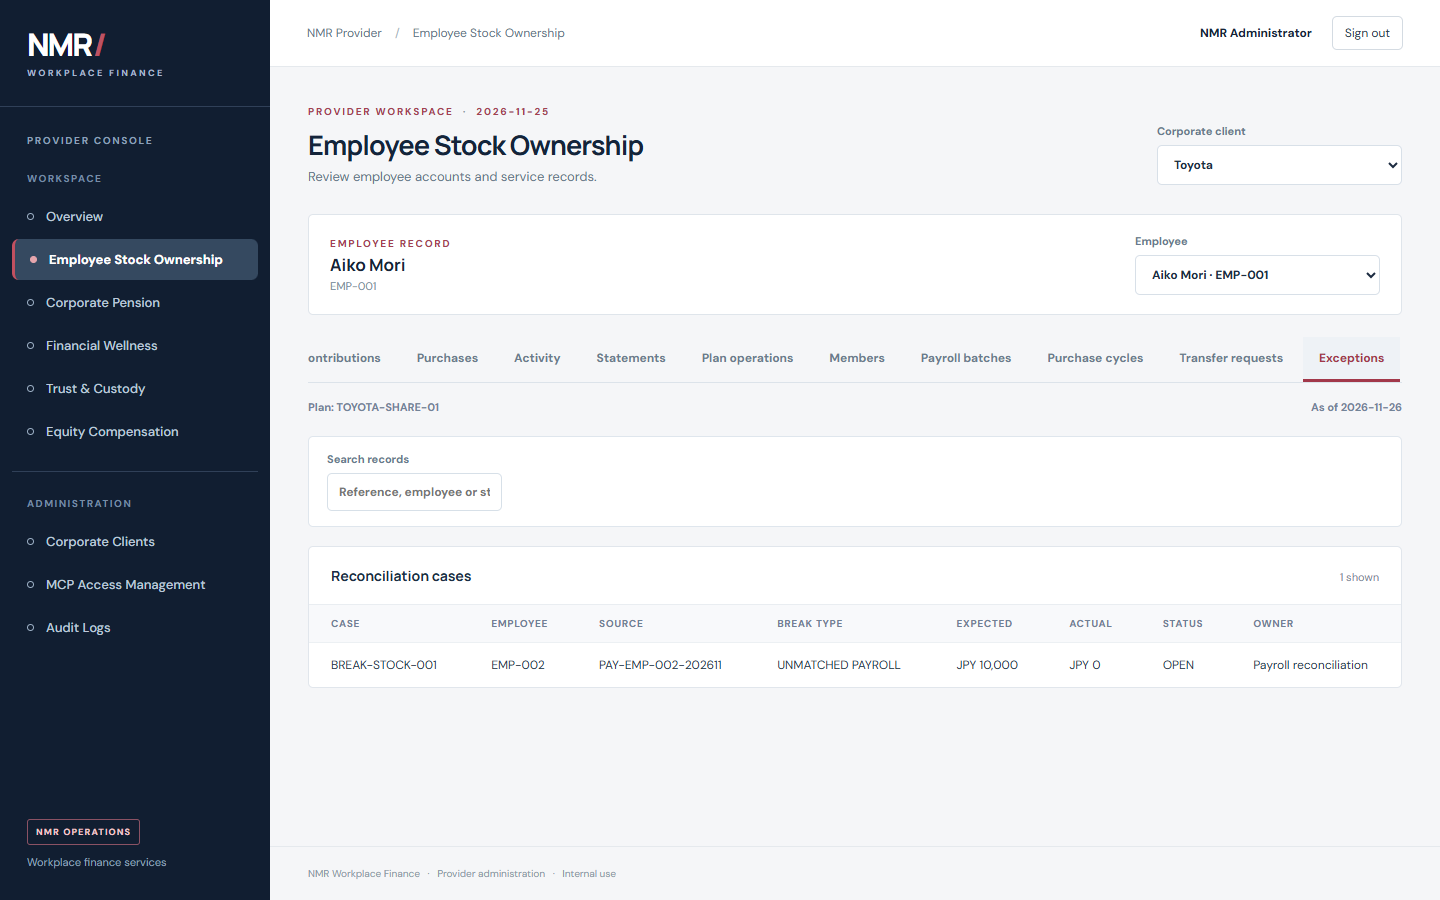 NMR/
WORKPLACE FINANCE
PROVIDER CONSOLE
WORKSPACE
Overview
Employee Stock Ownership
Corporate Pension
Financial Wellness
Trust & Custody
Equity Compensation
ADMINISTRATION
Corporate Clients
MCP Access Management
Audit Logs
NMR OPERATIONS
Workplace finance services
NMR Provider / Employee Stock Ownership
NMR Administrator
Sign out
PROVIDER WORKSPACE · 2026-11-25
Employee Stock Ownership
Review employee accounts and service records.
Corporate client
Toyota
EMPLOYEE RECORD
Aiko Mori
EMP-001
Employee
Aiko Mori · EMP-001
ontributions Purchases Activity Statements Plan operations Members Payroll batches Purchase cycles Transfer requests Exceptions
Plan: TOYOTA-SHARE-01
As of 2026-11-26
Search records
Reference, employee or st
Reconciliation cases
1 shown
CASE EMPLOYEE SOURCE BREAK TYPE EXPECTED ACTUAL STATUS OWNER
BREAK-STOCK-001 EMP-002 PAY-EMP-002-202611 UNMATCHED PAYROLL JPY 10,000 JPY 0 OPEN Payroll reconciliation
NMR Workplace Finance · Provider administration · Internal use